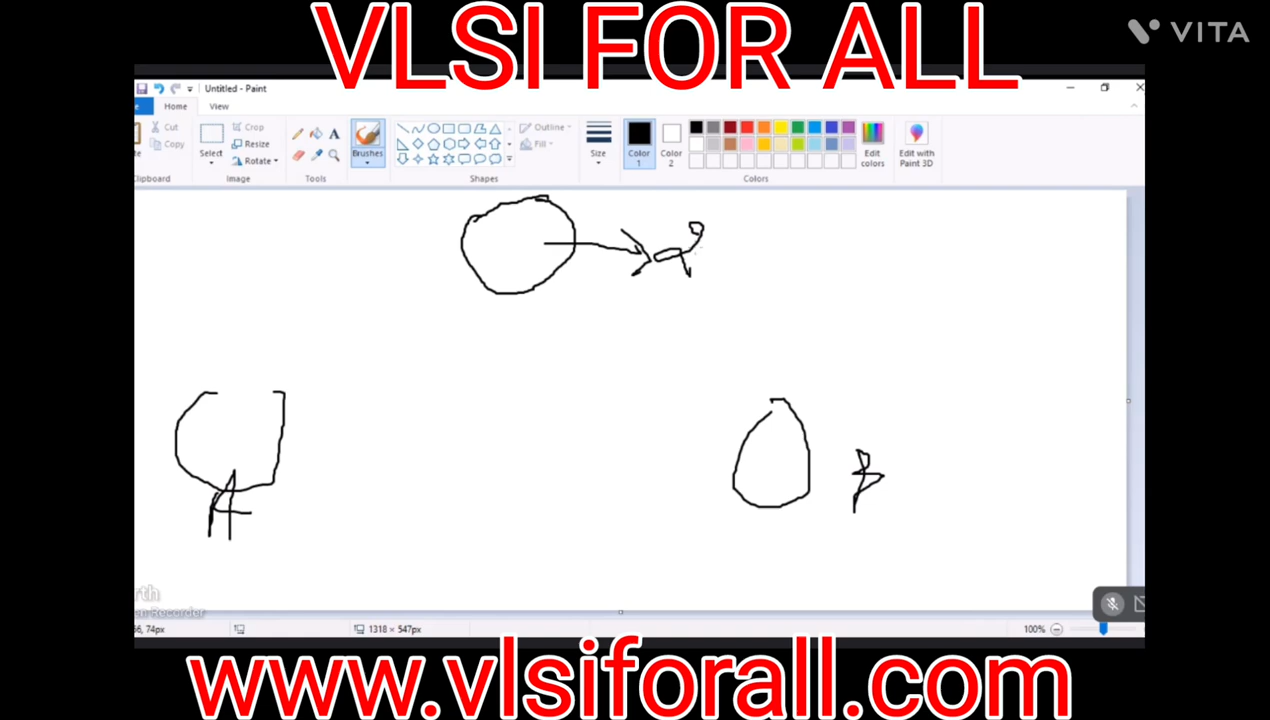 VLSI FOR ALL
VITA
Untitled - Paint
Home View
Cut
Copy
Crop
Resize
Rotate
Select
Brushes
Outline
Fill
Size
Color 1
Color 2
Edit colors
Edit with Paint 3D
Image
Tools
Shapes
Colors
A
1318 × 547px
100%
www.vlsiforall.com